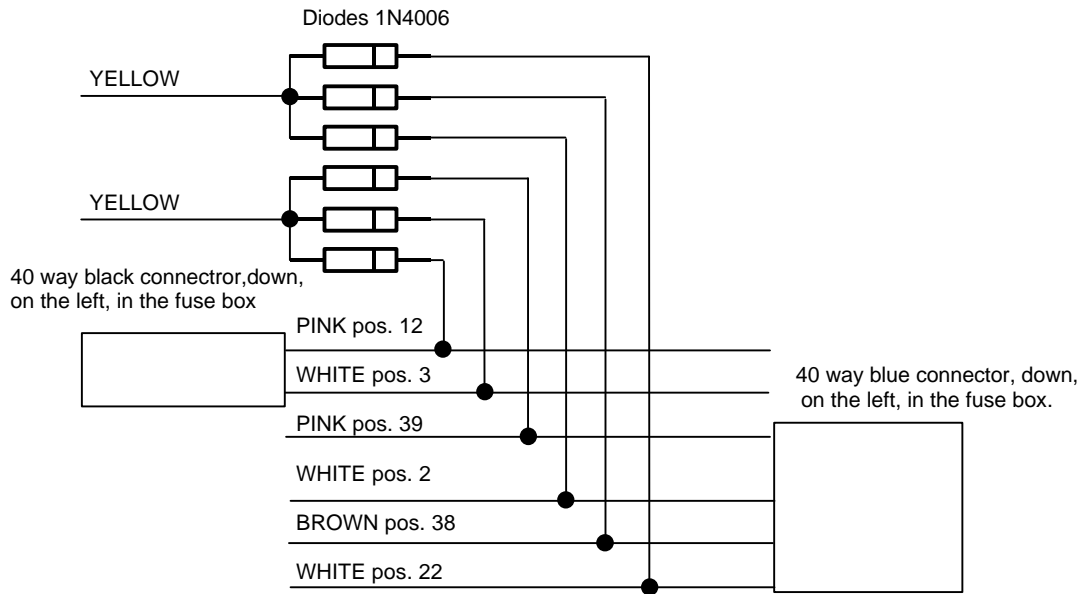 Diodes 1N4006
YELLOW
YELLOW
40 way black connectror,down,
on the left, in the fuse box
PINK pos. 12
WHITE pos. 3
40 way blue connector, down,
on the left, in the fuse box.
PINK pos. 39
WHITE pos. 2
BROWN pos. 38
WHITE pos. 22